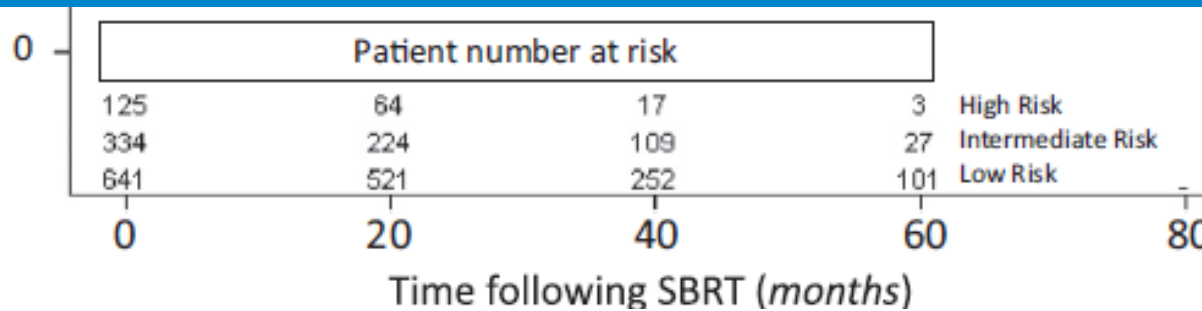 0
Patient number at risk
125 64 17 3 High Risk
334 224 109 27 Intermediate Risk
641 521 252 101 Low Risk
0 20 40 60 80
Time following SBRT (months)